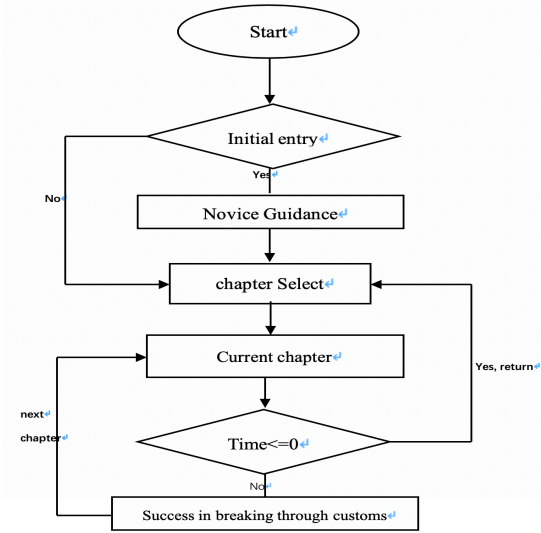 Start
Initial entry
Yes
No
Novice Guidance
chapter Select
Current chapter
Yes, return
next
chapter
Time<=0
No
Success in breaking through customs